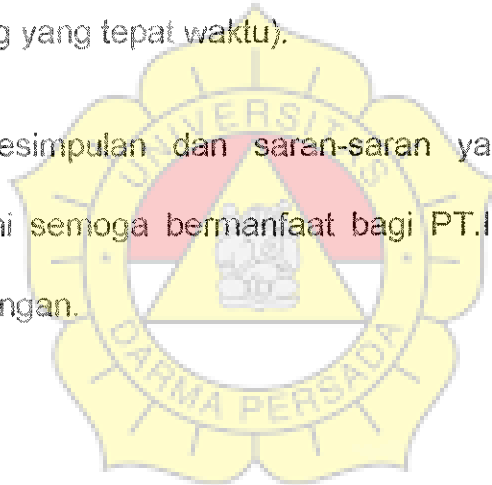 g yang tepat waktu).
esimpulan dan saran-saran ya
ni semoga bermanfaat bagi PT.I
ngan.
UNIVERSITAS
DARMA PERSADA